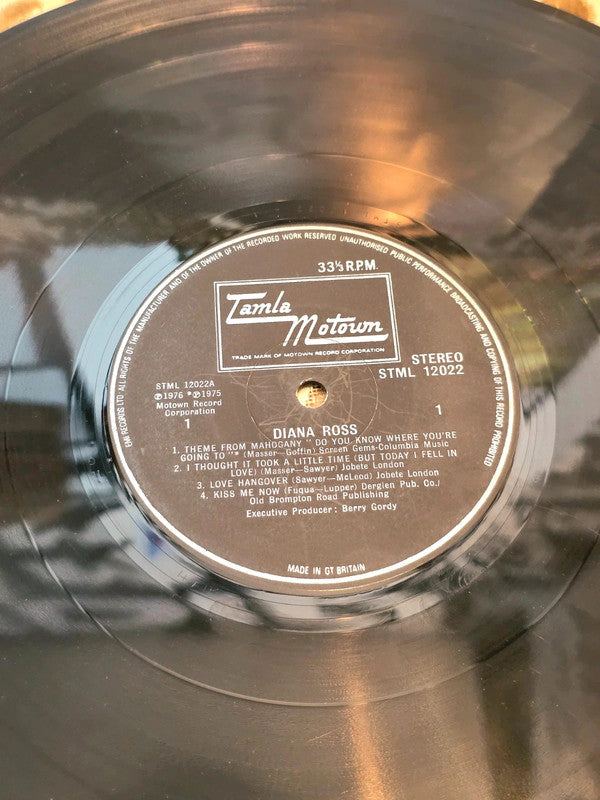 EMI RECORDS LTD ALL RIGHTS OF THE MANUFACTURER AND OF THE OWNER OF THE RECORDED WORK RESERVED UNAUTHORISED PUBLIC PERFORMANCE BROADCASTING AND COPYING OF THIS RECORD PROHIBITED
33⅓ R.P.M.
Tamla
Motown
TRADE MARK OF MOTOWN RECORD CORPORATION
STEREO
STML 12022
STML 12022A
℗1976 *℗1975
Motown Record
Corporation
1
1
DIANA ROSS
1. THEME FROM MAHOGANY " DO YOU KNOW WHERE YOU'RE
GOING TO"* (Masser—Goffin) Screen Gems-Columbia Music
2. I THOUGHT IT TOOK A LITTLE TIME (BUT TODAY I FELL IN
LOVE) (Masser—Sawyer) Jobete London
3. LOVE HANGOVER (Sawyer—McLeod) Jobete London
4. KISS ME NOW (Fuqua—Lupper) Derglen Pub. Co./
Old Brompton Road Publishing
Executive Producer: Berry Gordy
MADE IN GT BRITAIN